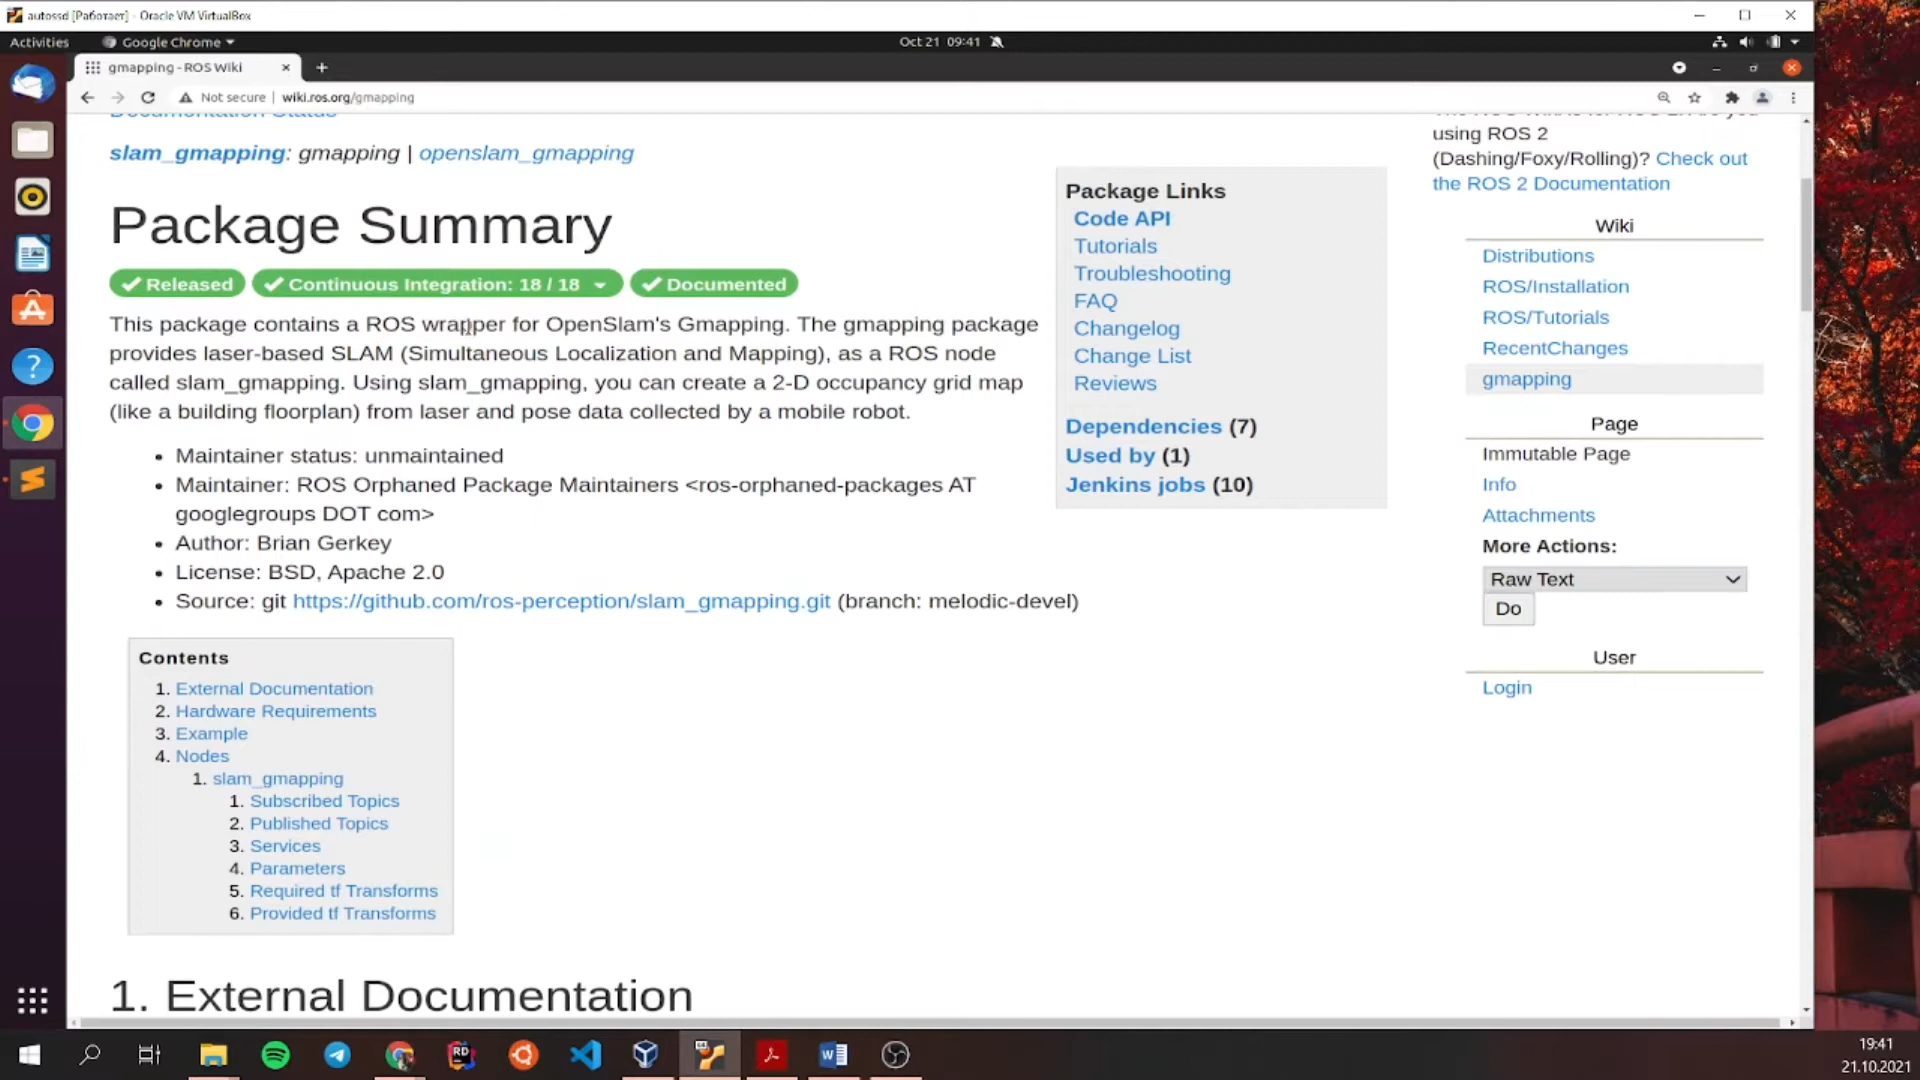 autossd [Работает] - Oracle VM VirtualBox
Activities
Google Chrome
Oct 21 09:41
gmapping - ROS Wiki
Not secure | wiki.ros.org/gmapping
Documentation Status
slam_gmapping: gmapping | openslam_gmapping
Package Summary
Released
Continuous Integration: 18 / 18
Documented
This package contains a ROS wrapper for OpenSlam's Gmapping. The gmapping package
provides laser-based SLAM (Simultaneous Localization and Mapping), as a ROS node
called slam_gmapping. Using slam_gmapping, you can create a 2-D occupancy grid map
(like a building floorplan) from laser and pose data collected by a mobile robot.
• Maintainer status: unmaintained
• Maintainer: ROS Orphaned Package Maintainers <ros-orphaned-packages AT
googlegroups DOT com>
• Author: Brian Gerkey
• License: BSD, Apache 2.0
• Source: git https://github.com/ros-perception/slam_gmapping.git (branch: melodic-devel)
Contents
1. External Documentation
2. Hardware Requirements
3. Example
4. Nodes
1. slam_gmapping
1. Subscribed Topics
2. Published Topics
3. Services
4. Parameters
5. Required tf Transforms
6. Provided tf Transforms
1. External Documentation
Package Links
Code API
Tutorials
Troubleshooting
FAQ
Changelog
Change List
Reviews
Dependencies (7)
Used by (1)
Jenkins jobs (10)
using ROS 2
(Dashing/Foxy/Rolling)? Check out
the ROS 2 Documentation
Wiki
Distributions
ROS/Installation
ROS/Tutorials
RecentChanges
gmapping
Page
Immutable Page
Info
Attachments
More Actions:
Raw Text
Do
User
Login
19:41
21.10.2021